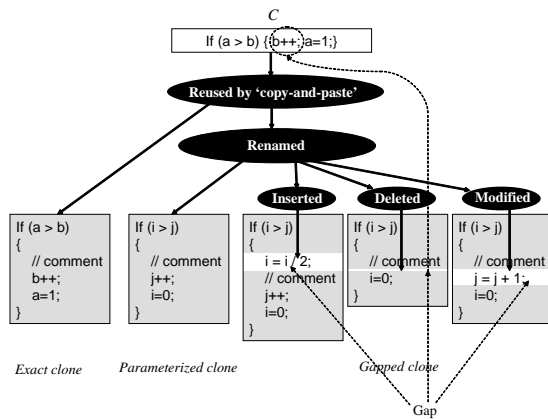 C
If (a > b) { b++; a=1;}
Reused by ‘copy-and-paste’
Renamed
Inserted
Deleted
Modified
If (a > b)
{
// comment
b++;
a=1;
}
If (i > j)
{
// comment
j++;
i=0;
}
If (i > j)
{
i = i / 2;
// comment
j++;
i=0;
}
If (i > j)
{
// comment
i=0;
}
If (i > j)
{
// comment
j = j + 1;
i=0;
}
Exact clone
Parameterized clone
Gapped clone
Gap